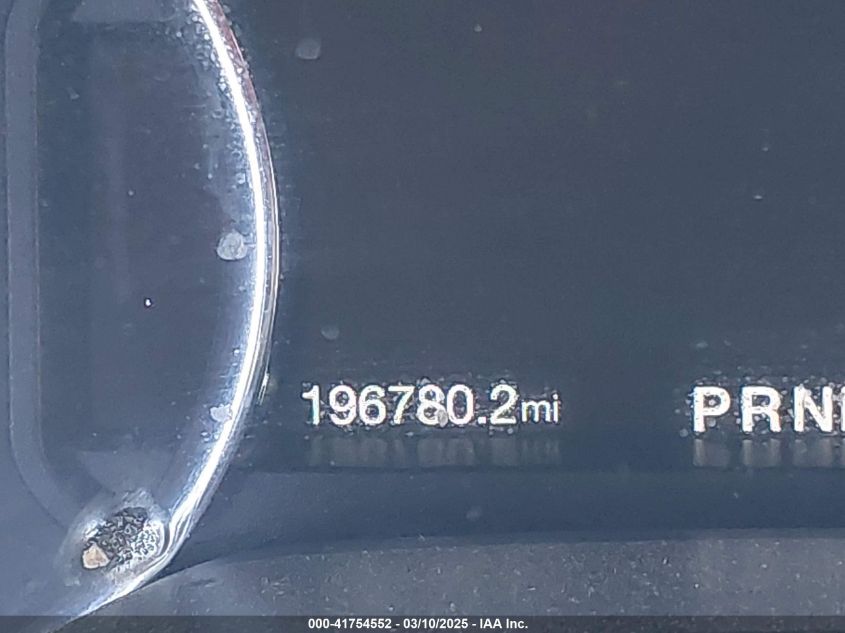 196780.2mi
PRN
000-41754552 - 03/10/2025 - IAA Inc.